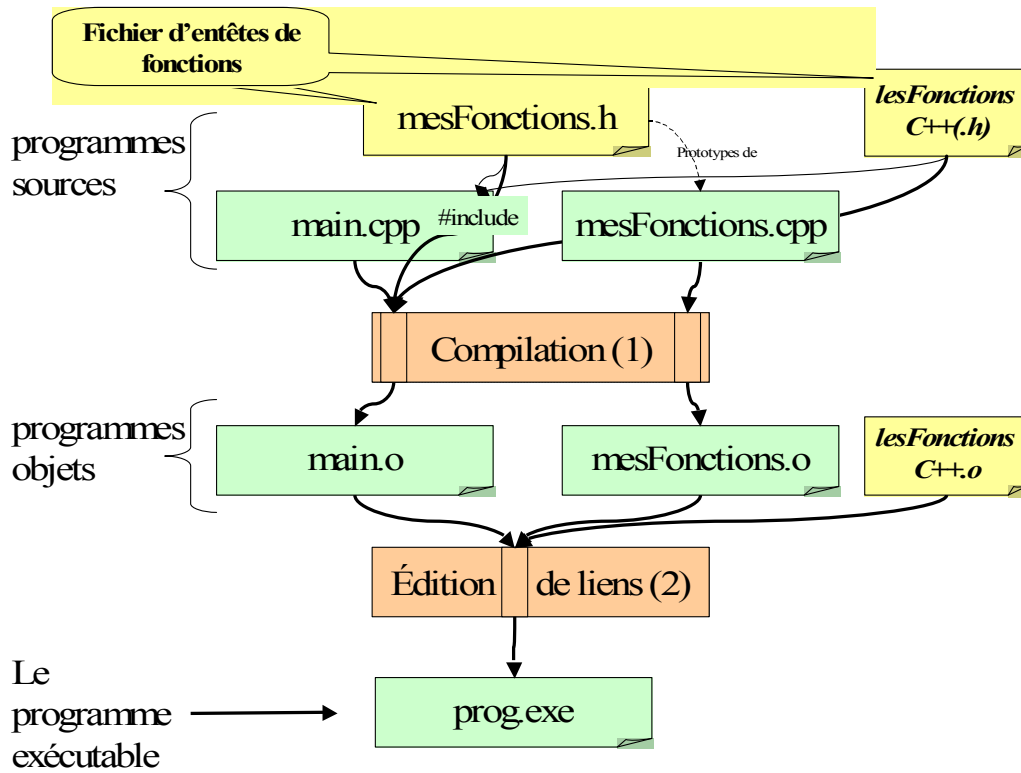 Fichier d’entêtes de
fonctions
mesFonctions.h
lesFonctions
C++(.h)
programmes
sources
Prototypes de
main.cpp
#include
mesFonctions.cpp
Compilation (1)
programmes
objets
main.o
mesFonctions.o
lesFonctions
C++.o
Édition de liens (2)
Le
programme
exécutable
prog.exe